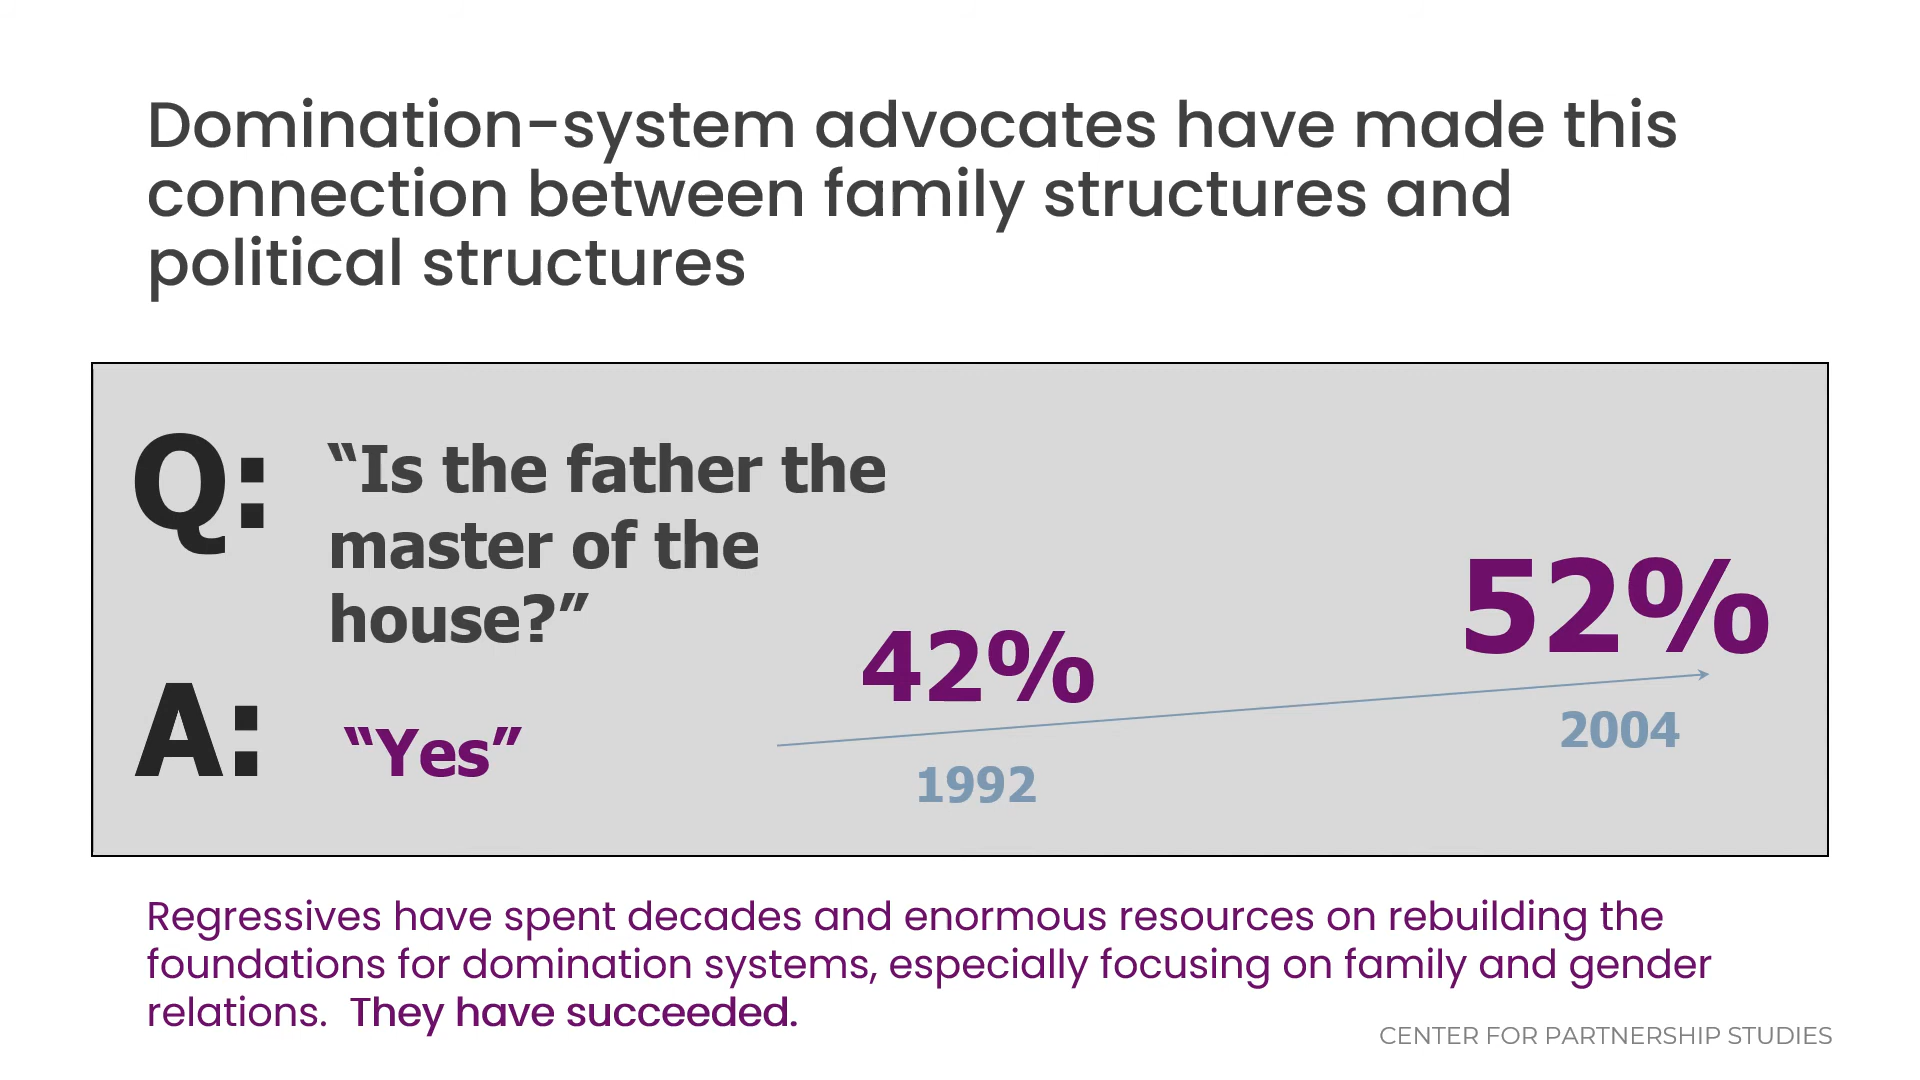 Domination-system advocates have made this
connection between family structures and
political structures
Q:
“Is the father the
master of the
house?”
A:
“Yes”
42%
1992
52%
2004
Regressives have spent decades and enormous resources on rebuilding the
foundations for domination systems, especially focusing on family and gender
relations.  They have succeeded.
CENTER FOR PARTNERSHIP STUDIES